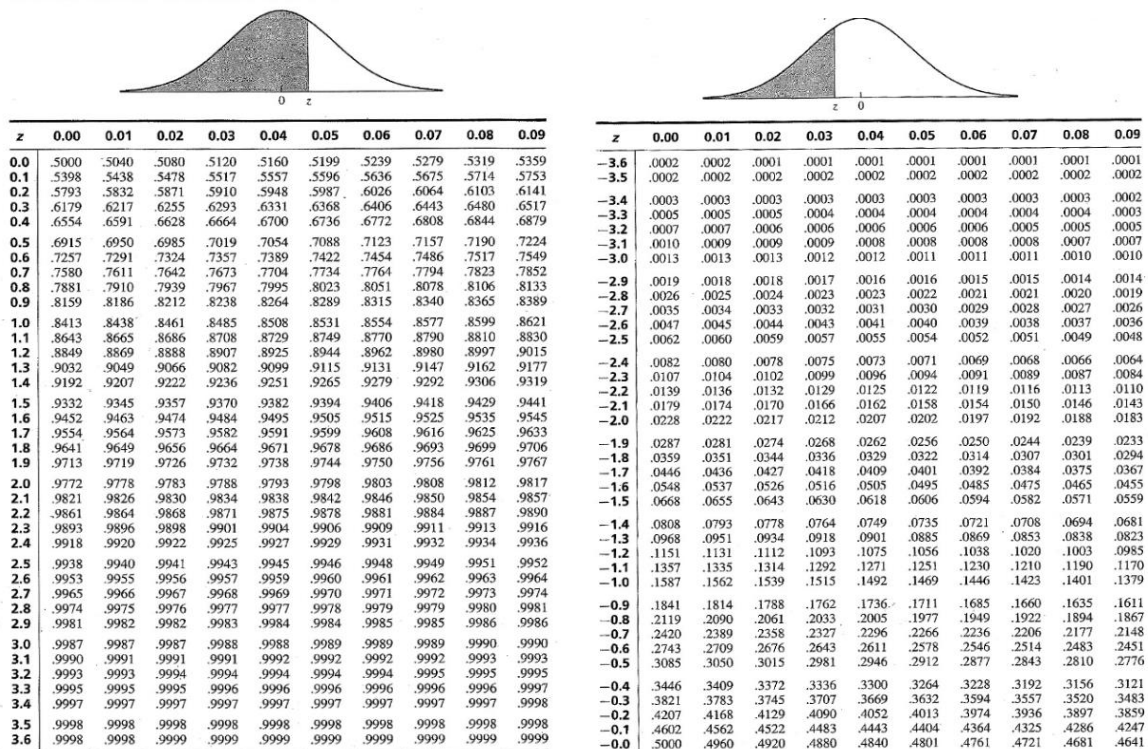 0 z
z 0.00 0.01 0.02 0.03 0.04 0.05 0.06 0.07 0.08 0.09
0.0 .5000 .5040 .5080 .5120 .5160 .5199 .5239 .5279 .5319 .5359
0.1 .5398 .5438 .5478 .5517 .5557 .5596 .5636 .5675 .5714 .5753
0.2 .5793 .5832 .5871 .5910 .5948 .5987 .6026 .6064 .6103 .6141
0.3 .6179 .6217 .6255 .6293 .6331 .6368 .6406 .6443 .6480 .6517
0.4 .6554 .6591 .6628 .6664 .6700 .6736 .6772 .6808 .6844 .6879
0.5 .6915 .6950 .6985 .7019 .7054 .7088 .7123 .7157 .7190 .7224
0.6 .7257 .7291 .7324 .7357 .7389 .7422 .7454 .7486 .7517 .7549
0.7 .7580 .7611 .7642 .7673 .7704 .7734 .7764 .7794 .7823 .7852
0.8 .7881 .7910 .7939 .7967 .7995 .8023 .8051 .8078 .8106 .8133
0.9 .8159 .8186 .8212 .8238 .8264 .8289 .8315 .8340 .8365 .8389
1.0 .8413 .8438 .8461 .8485 .8508 .8531 .8554 .8577 .8599 .8621
1.1 .8643 .8665 .8686 .8708 .8729 .8749 .8770 .8790 .8810 .8830
1.2 .8849 .8869 .8888 .8907 .8925 .8944 .8962 .8980 .8997 .9015
1.3 .9032 .9049 .9066 .9082 .9099 .9115 .9131 .9147 .9162 .9177
1.4 .9192 .9207 .9222 .9236 .9251 .9265 .9279 .9292 .9306 .9319
1.5 .9332 .9345 .9357 .9370 .9382 .9394 .9406 .9418 .9429 .9441
1.6 .9452 .9463 .9474 .9484 .9495 .9505 .9515 .9525 .9535 .9545
1.7 .9554 .9564 .9573 .9582 .9591 .9599 .9608 .9616 .9625 .9633
1.8 .9641 .9649 .9656 .9664 .9671 .9678 .9686 .9693 .9699 .9706
1.9 .9713 .9719 .9726 .9732 .9738 .9744 .9750 .9756 .9761 .9767
2.0 .9772 .9778 .9783 .9788 .9793 .9798 .9803 .9808 .9812 .9817
2.1 .9821 .9826 .9830 .9834 .9838 .9842 .9846 .9850 .9854 .9857
2.2 .9861 .9864 .9868 .9871 .9875 .9878 .9881 .9884 .9887 .9890
2.3 .9893 .9896 .9898 .9901 .9904 .9906 .9909 .9911 .9913 .9916
2.4 .9918 .9920 .9922 .9925 .9927 .9929 .9931 .9932 .9934 .9936
2.5 .9938 .9940 .9941 .9943 .9945 .9946 .9948 .9949 .9951 .9952
2.6 .9953 .9955 .9956 .9957 .9959 .9960 .9961 .9962 .9963 .9964
2.7 .9965 .9966 .9967 .9968 .9969 .9970 .9971 .9972 .9973 .9974
2.8 .9974 .9975 .9976 .9977 .9977 .9978 .9979 .9979 .9980 .9981
2.9 .9981 .9982 .9982 .9983 .9984 .9984 .9985 .9985 .9986 .9986
3.0 .9987 .9987 .9987 .9988 .9988 .9989 .9989 .9989 .9990 .9990
3.1 .9990 .9991 .9991 .9991 .9992 .9992 .9992 .9992 .9993 .9993
3.2 .9993 .9993 .9994 .9994 .9994 .9994 .9994 .9995 .9995 .9995
3.3 .9995 .9995 .9995 .9996 .9996 .9996 .9996 .9996 .9996 .9997
3.4 .9997 .9997 .9997 .9997 .9997 .9997 .9997 .9997 .9997 .9998
3.5 .9998 .9998 .9998 .9998 .9998 .9998 .9998 .9998 .9998 .9998
3.6 .9998 .9998 .9999 .9999 .9999 .9999 .9999 .9999 .9999 .9999
z 0
z 0.00 0.01 0.02 0.03 0.04 0.05 0.06 0.07 0.08 0.09
−3.6 .0002 .0002 .0001 .0001 .0001 .0001 .0001 .0001 .0001 .0001
−3.5 .0002 .0002 .0002 .0002 .0002 .0002 .0002 .0002 .0002 .0002
−3.4 .0003 .0003 .0003 .0003 .0003 .0003 .0003 .0003 .0003 .0002
−3.3 .0005 .0005 .0005 .0004 .0004 .0004 .0004 .0004 .0004 .0003
−3.2 .0007 .0007 .0006 .0006 .0006 .0006 .0006 .0005 .0005 .0005
−3.1 .0010 .0009 .0009 .0009 .0008 .0008 .0008 .0008 .0007 .0007
−3.0 .0013 .0013 .0013 .0012 .0012 .0011 .0011 .0011 .0010 .0010
−2.9 .0019 .0018 .0018 .0017 .0016 .0016 .0015 .0015 .0014 .0014
−2.8 .0026 .0025 .0024 .0023 .0023 .0022 .0021 .0021 .0020 .0019
−2.7 .0035 .0034 .0033 .0032 .0031 .0030 .0029 .0028 .0027 .0026
−2.6 .0047 .0045 .0044 .0043 .0041 .0040 .0039 .0038 .0037 .0036
−2.5 .0062 .0060 .0059 .0057 .0055 .0054 .0052 .0051 .0049 .0048
−2.4 .0082 .0080 .0078 .0075 .0073 .0071 .0069 .0068 .0066 .0064
−2.3 .0107 .0104 .0102 .0099 .0096 .0094 .0091 .0089 .0087 .0084
−2.2 .0139 .0136 .0132 .0129 .0125 .0122 .0119 .0116 .0113 .0110
−2.1 .0179 .0174 .0170 .0166 .0162 .0158 .0154 .0150 .0146 .0143
−2.0 .0228 .0222 .0217 .0212 .0207 .0202 .0197 .0192 .0188 .0183
−1.9 .0287 .0281 .0274 .0268 .0262 .0256 .0250 .0244 .0239 .0233
−1.8 .0359 .0351 .0344 .0336 .0329 .0322 .0314 .0307 .0301 .0294
−1.7 .0446 .0436 .0427 .0418 .0409 .0401 .0392 .0384 .0375 .0367
−1.6 .0548 .0537 .0526 .0516 .0505 .0495 .0485 .0475 .0465 .0455
−1.5 .0668 .0655 .0643 .0630 .0618 .0606 .0594 .0582 .0571 .0559
−1.4 .0808 .0793 .0778 .0764 .0749 .0735 .0721 .0708 .0694 .0681
−1.3 .0968 .0951 .0934 .0918 .0901 .0885 .0869 .0853 .0838 .0823
−1.2 .1151 .1131 .1112 .1093 .1075 .1056 .1038 .1020 .1003 .0985
−1.1 .1357 .1335 .1314 .1292 .1271 .1251 .1230 .1210 .1190 .1170
−1.0 .1587 .1562 .1539 .1515 .1492 .1469 .1446 .1423 .1401 .1379
−0.9 .1841 .1814 .1788 .1762 .1736 .1711 .1685 .1660 .1635 .1611
−0.8 .2119 .2090 .2061 .2033 .2005 .1977 .1949 .1922 .1894 .1867
−0.7 .2420 .2389 .2358 .2327 .2296 .2266 .2236 .2206 .2177 .2148
−0.6 .2743 .2709 .2676 .2643 .2611 .2578 .2546 .2514 .2483 .2451
−0.5 .3085 .3050 .3015 .2981 .2946 .2912 .2877 .2843 .2810 .2776
−0.4 .3446 .3409 .3372 .3336 .3300 .3264 .3228 .3192 .3156 .3121
−0.3 .3821 .3783 .3745 .3707 .3669 .3632 .3594 .3557 .3520 .3483
−0.2 .4207 .4168 .4129 .4090 .4052 .4013 .3974 .3936 .3897 .3859
−0.1 .4602 .4562 .4522 .4483 .4443 .4404 .4364 .4325 .4286 .4247
−0.0 .5000 .4960 .4920 .4880 .4840 .4801 .4761 .4721 .4681 .4641